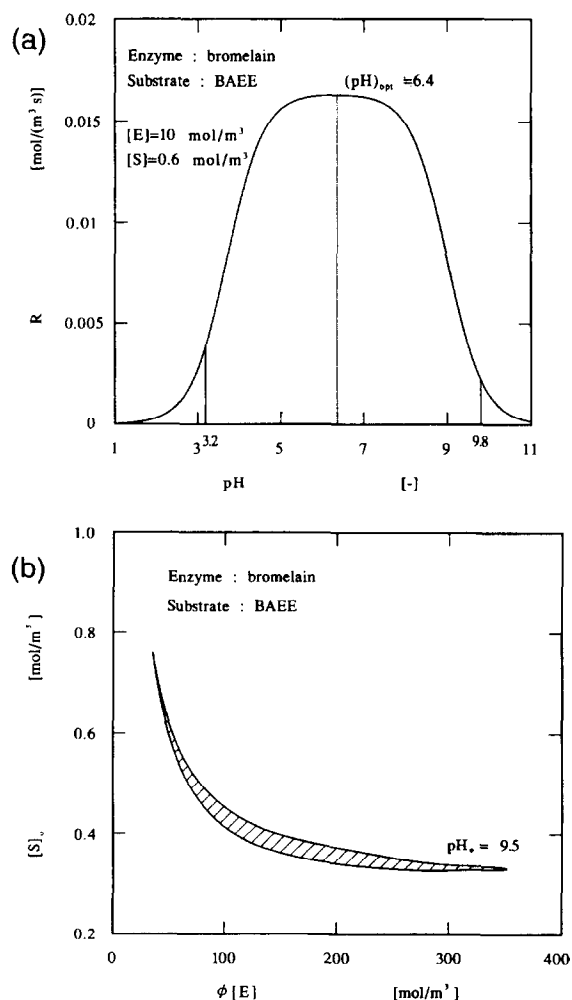 (a)
0.02
Enzyme : bromelain
Substrate : BAEE
(pH)opt =6.4
[E]=10 mol/m³
[S]=0.6 mol/m³
[mol/(m³ s)]
0.015
0.01
R
0.005
0
1
3
3.2
5
7
9
9.8
11
pH
[-]
(b)
1.0
Enzyme : bromelain
Substrate : BAEE
[mol/m³]
0.8
0.6
0.4
pH₊ = 9.5
0.2
0
100
200
300
400
φ [E]
[mol/m³]